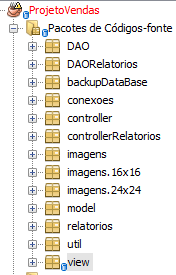 ProjetoVendas
Pacotes de Códigos-fonte
DAO
DAORelatorios
backupDataBase
conexoes
controller
controllerRelatorios
imagens
imagens.16x16
imagens.24x24
model
relatorios
util
view